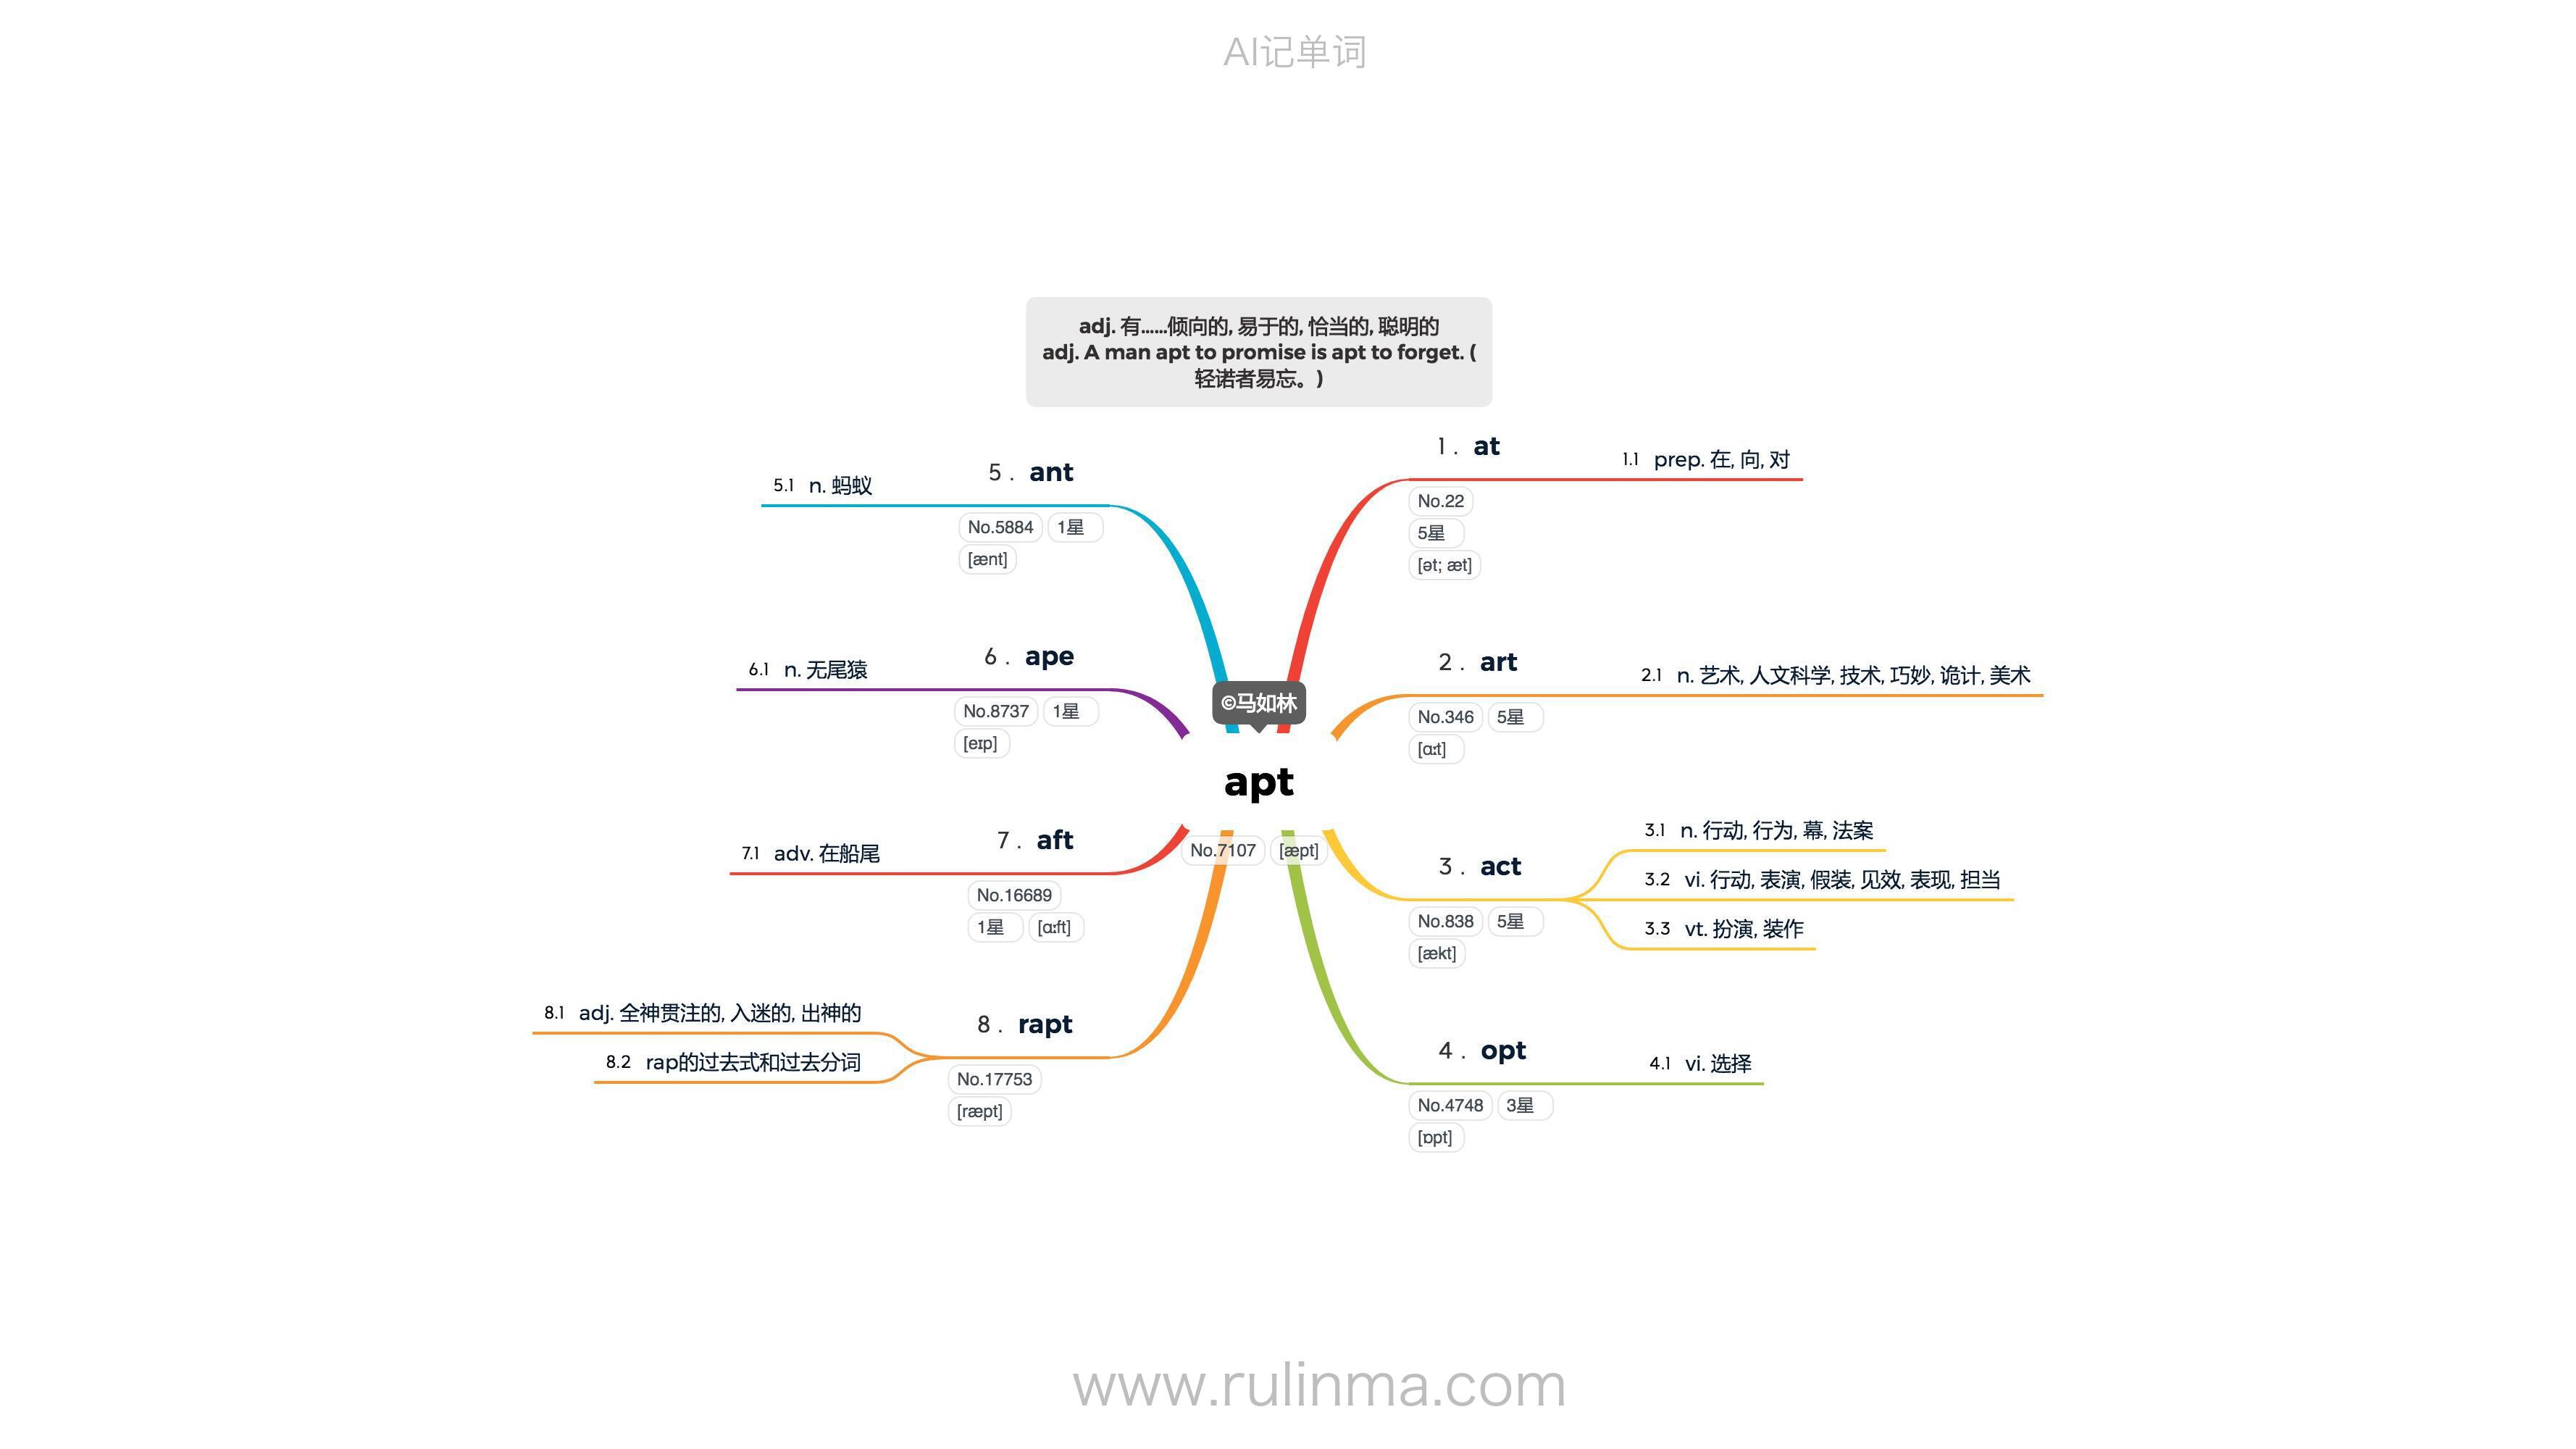 AI记单词
adj. 有……倾向的, 易于的, 恰当的, 聪明的
adj. A man apt to promise is apt to forget. (
轻诺者易忘。)
©马如林
apt
No.7107 [æpt]
1 . at
No.22
5星
[ət; æt]
1.1 prep. 在, 向, 对
2 . art
No.346 5星
[ɑːt]
2.1 n. 艺术, 人文科学, 技术, 巧妙, 诡计, 美术
3 . act
No.838 5星
[ækt]
3.1 n. 行动, 行为, 幕, 法案
3.2 vi. 行动, 表演, 假装, 见效, 表现, 担当
3.3 vt. 扮演, 装作
4 . opt
No.4748 3星
[ɒpt]
4.1 vi. 选择
5 . ant
No.5884 1星
[ænt]
5.1 n. 蚂蚁
6 . ape
No.8737 1星
[eɪp]
6.1 n. 无尾猿
7 . aft
No.16689
1星 [ɑːft]
7.1 adv. 在船尾
8 . rapt
No.17753
[ræpt]
8.1 adj. 全神贯注的, 入迷的, 出神的
8.2 rap的过去式和过去分词
www.rulinma.com